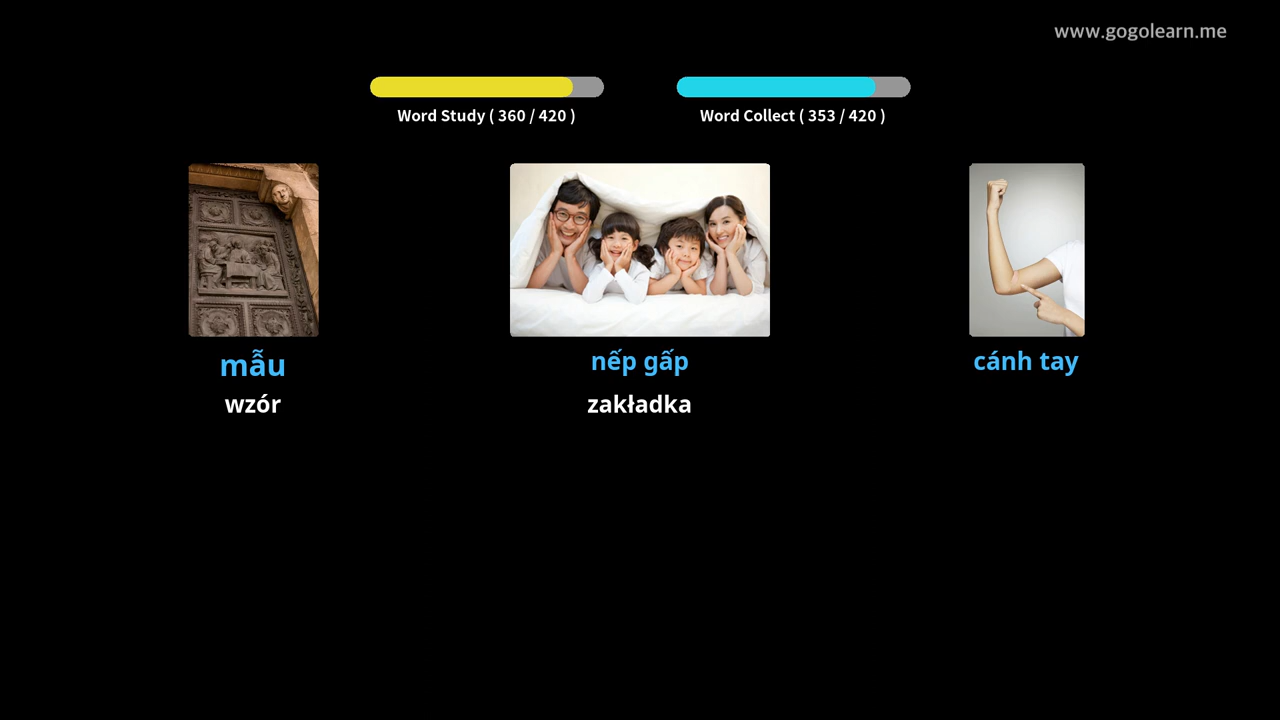 www.gogolearn.me
Word Study ( 360 / 420 )
Word Collect ( 353 / 420 )
mẫu
nếp gấp
cánh tay
wzór
zakładka